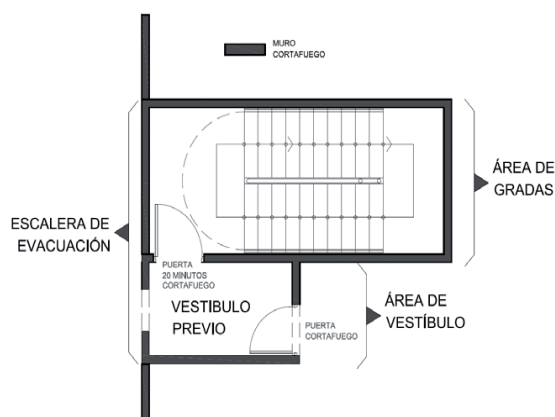 MURO
CORTAFUEGO
ÁREA DE
GRADAS
ESCALERA DE
EVACUACIÓN
PUERTA
20 MINUTOS
CORTAFUEGO
VESTIBULO
PREVIO
PUERTA
CORTAFUEGO
ÁREA DE
VESTÍBULO